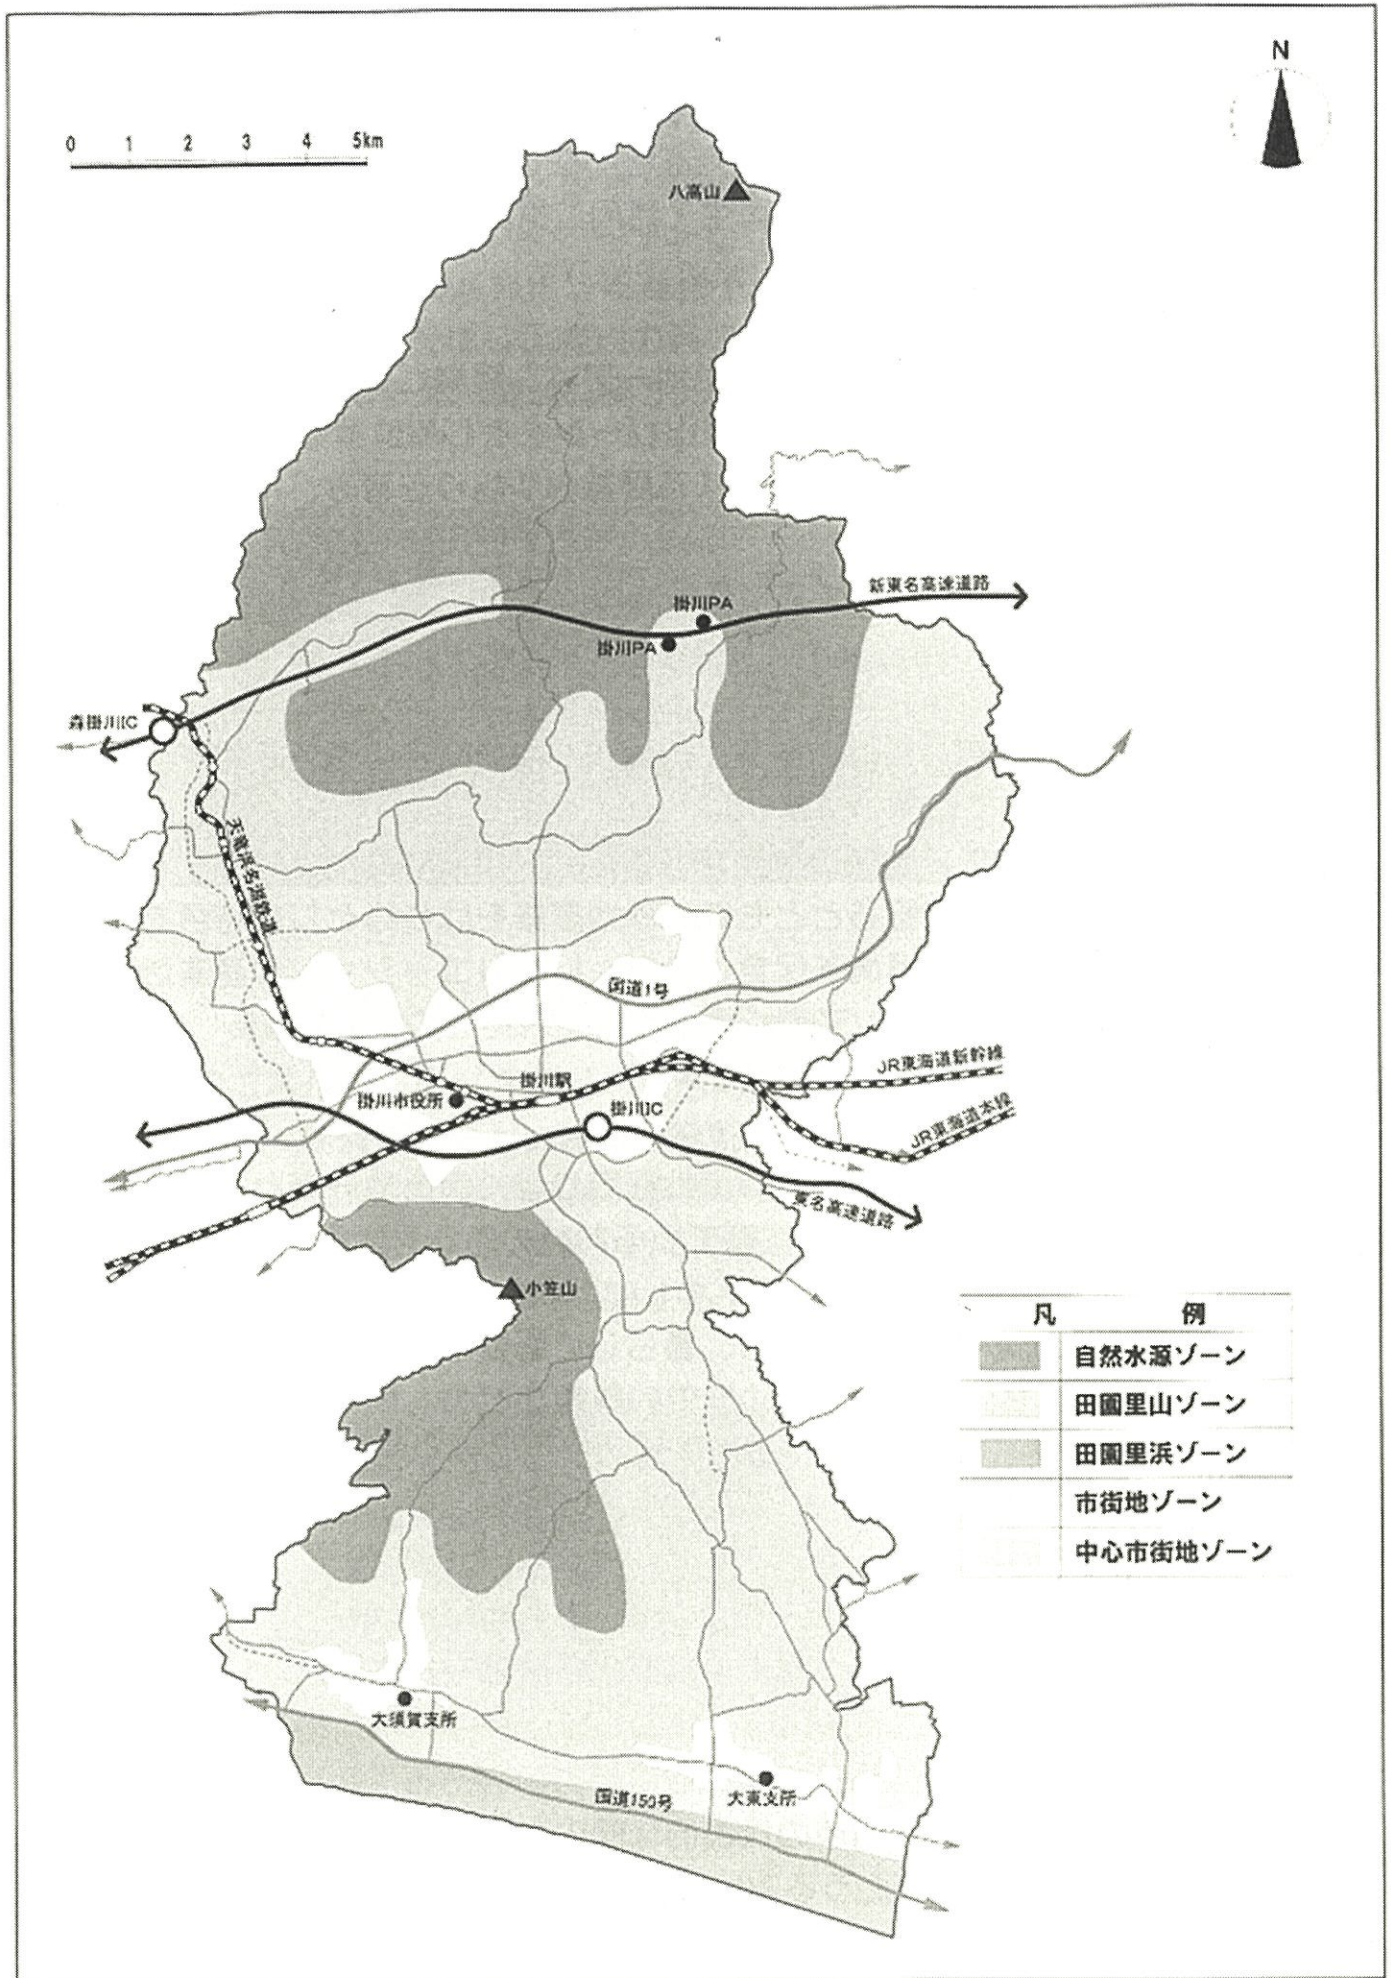 N
0 1 2 3 4 5km
八高山
新東名高速道路
掛川PA
掛川PA
森掛川IC
天竜浜名湖鉄道
国道1号
JR東海道新幹線
掛川駅
掛川市役所
掛川IC
JR東海道本線
東名高速道路
小笠山
凡 例
自然水源ゾーン
田園里山ゾーン
田園里浜ゾーン
市街地ゾーン
中心市街地ゾーン
大須賀支所
国道150号
大東支所